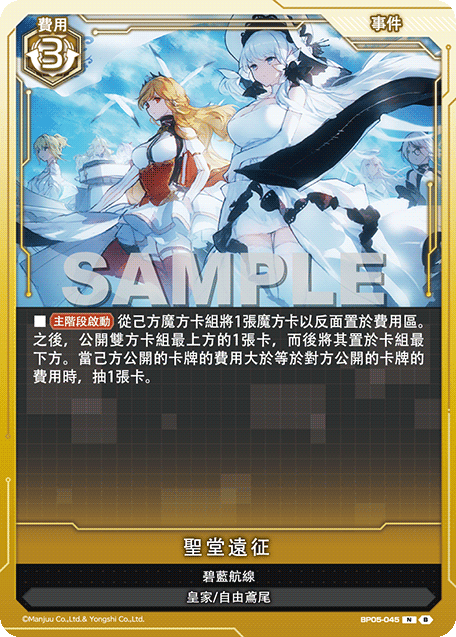 費用
3
事件
SAMPLE
■ 主階段啟動 從己方魔方卡組將1張魔方卡以反面置於費用區。
之後，公開雙方卡組最上方的1張卡，而後將其置於卡組最
下方。當己方公開的卡牌的費用大於等於對方公開的卡牌的
費用時，抽1張卡。
聖堂遠征
碧藍航線
皇家/自由鳶尾
©Manjuu Co.,Ltd.& Yongshi Co.,Ltd. BP05-045 N B